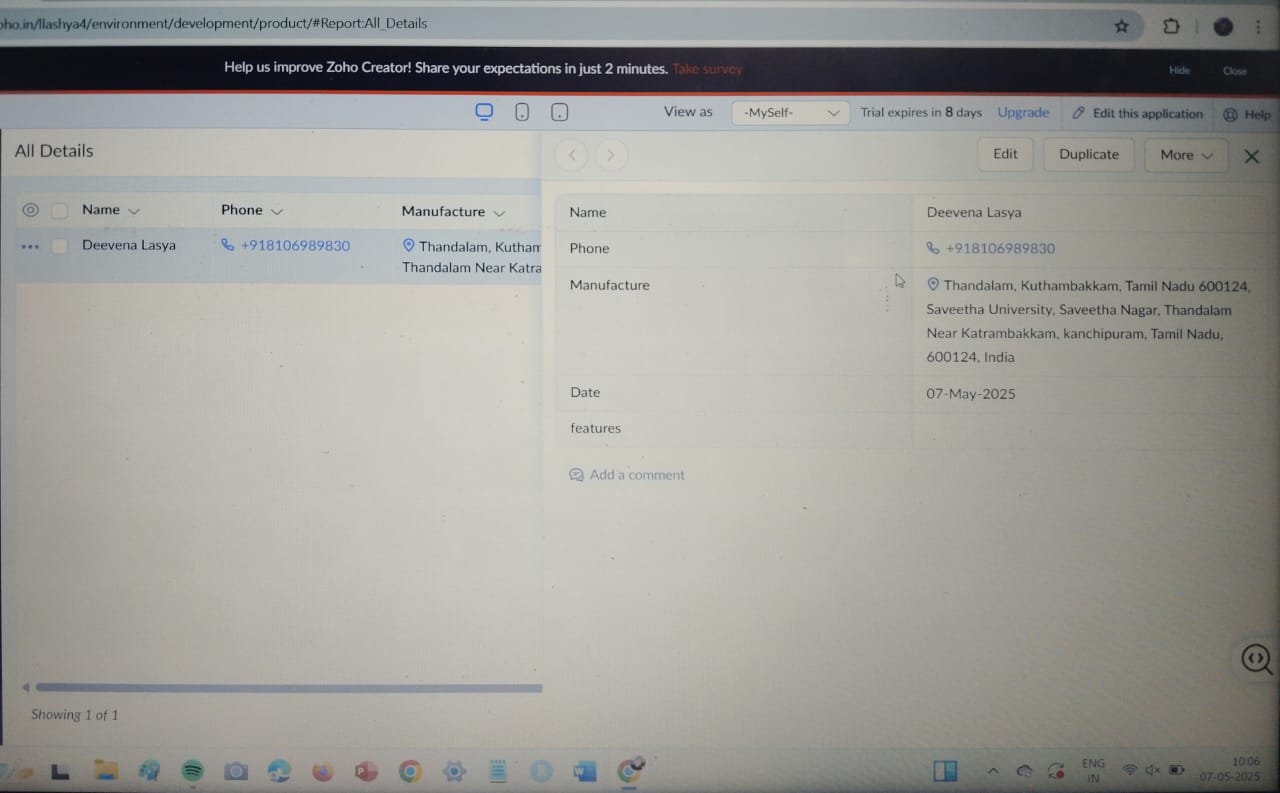 oho.in/llashya4/environment/development/product/#Report:All_Details
Help us improve Zoho Creator! Share your expectations in just 2 minutes. Take survey
Hide
Close
View as
-MySelf-
Trial expires in 8 days
Upgrade
Edit this application
Help
All Details
Edit
Duplicate
More
Name
Phone
Manufacture
Deevena Lasya
+918106989830
Thandalam, Kutham
Thandalam Near Katra
Name
Deevena Lasya
Phone
+918106989830
Manufacture
Thandalam, Kuthambakkam, Tamil Nadu 600124,
Saveetha University, Saveetha Nagar, Thandalam
Near Katrambakkam, kanchipuram, Tamil Nadu,
600124, India
Date
07-May-2025
features
Add a comment
Showing 1 of 1
ENG
IN
10:06
07-05-2025